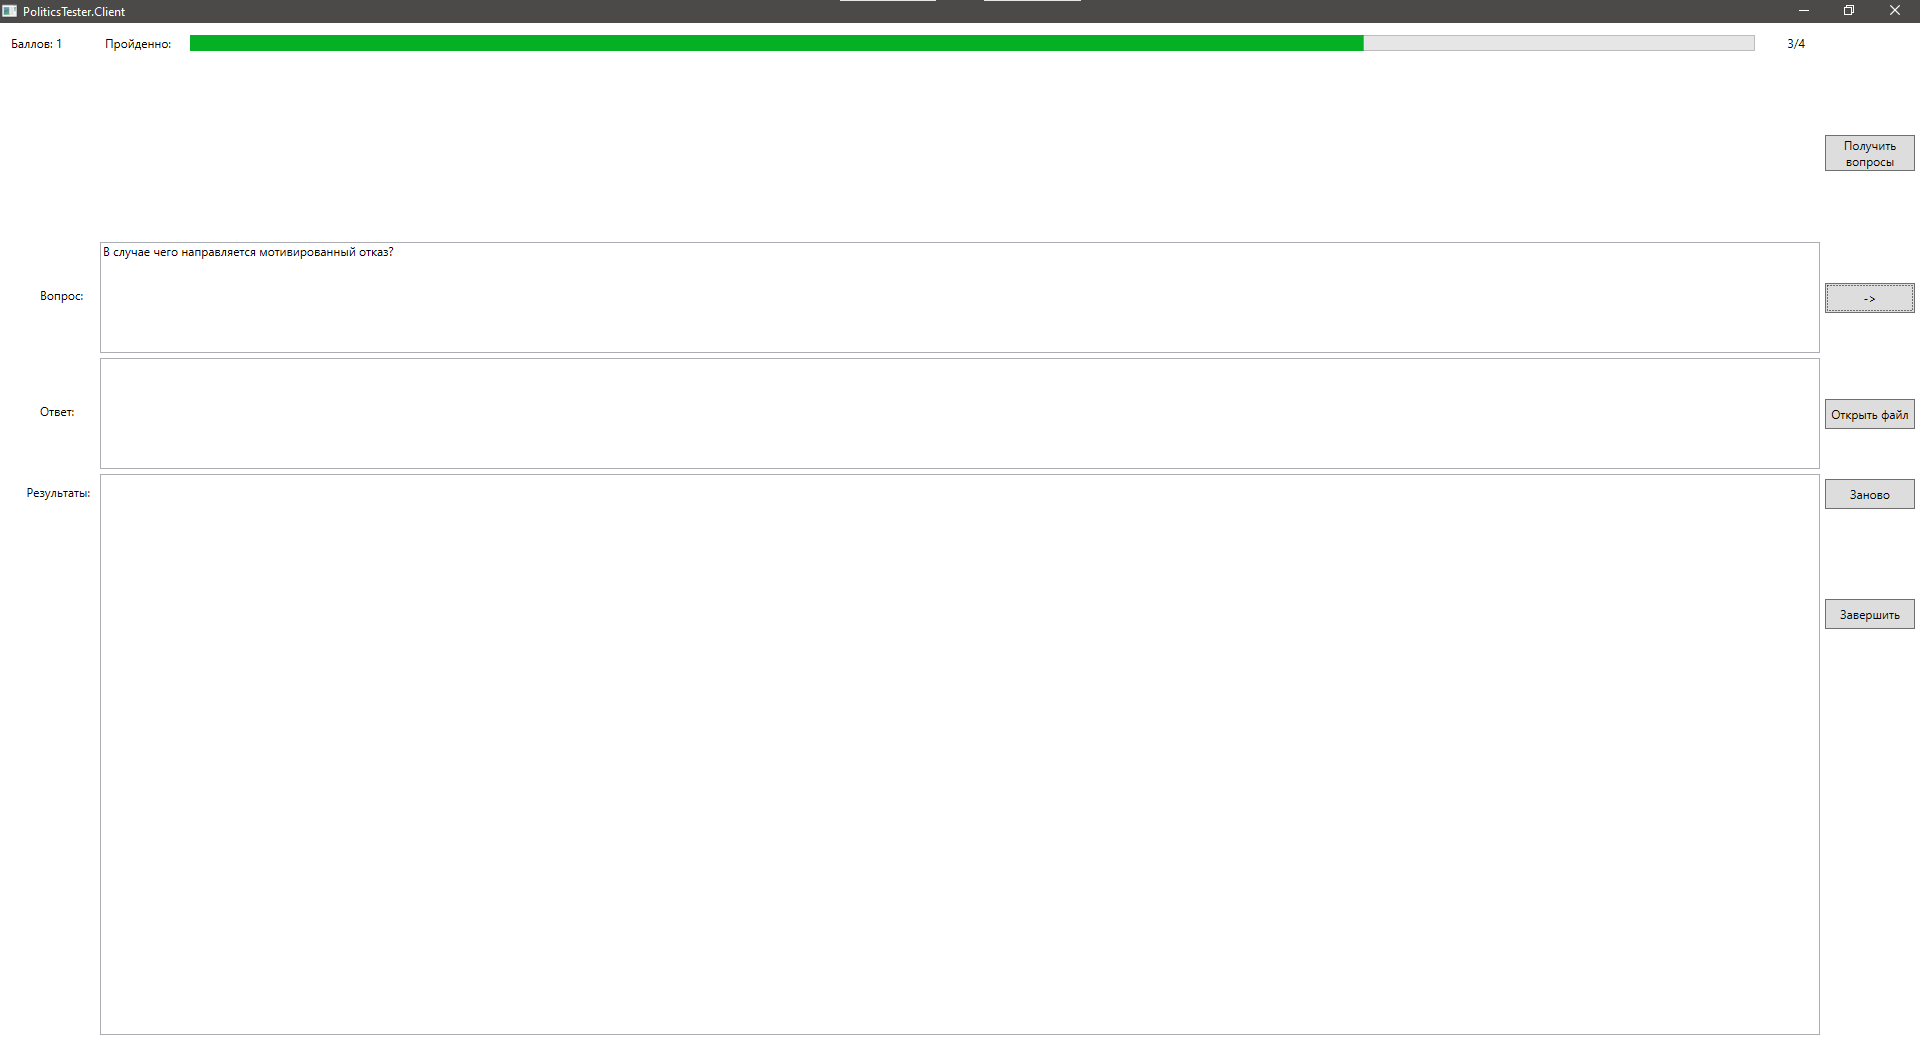 PoliticsTester.Client
Баллов: 1 Пройденно: 3/4
Получить
вопросы
В случае чего направляется мотивированный отказ?
Вопрос:
->
Ответ:
Открыть файл
Результаты:
Заново
Завершить